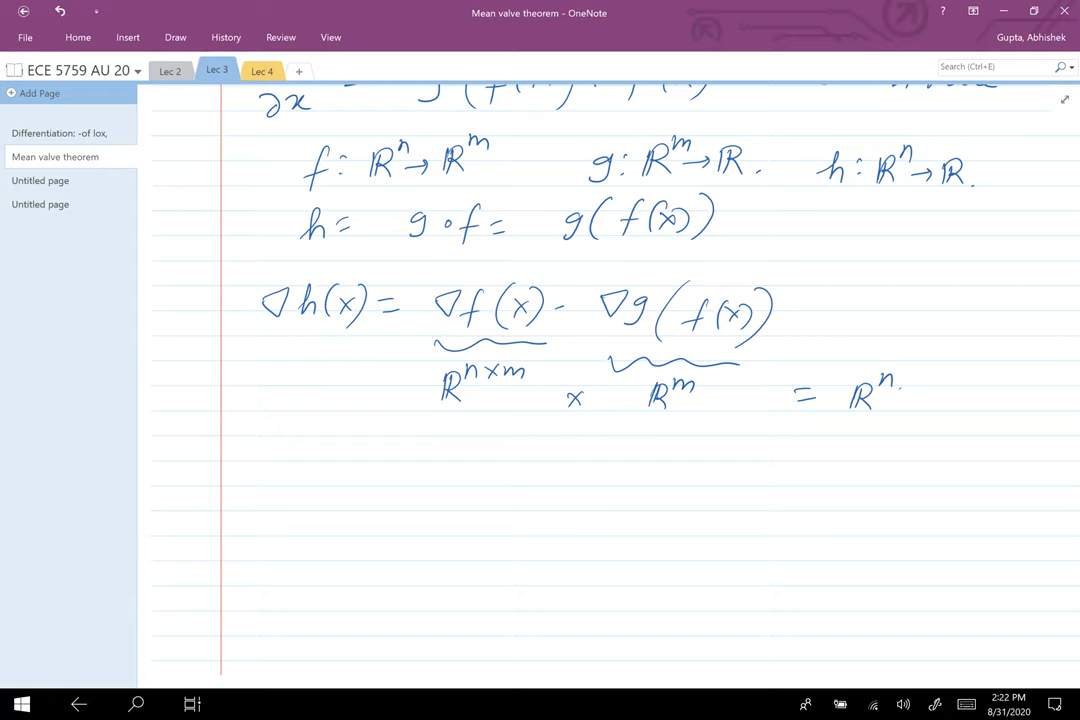 Mean valve theorem - OneNote
?
File Home Insert Draw History Review View
Gupta, Abhishek
ECE 5759 AU 20
Lec 2 Lec 3 Lec 4 +
Search (Ctrl+E)
Add Page
Differentiation: -of lox,
Mean valve theorem
Untitled page
Untitled page
∂x
f : ℝⁿ → ℝᵐ g : ℝᵐ → ℝ. h : ℝⁿ → ℝ.
h = g ∘ f = g(f(x))
∇h(x) = ∇f(x) - ∇g(f(x))
ℝⁿˣᵐ × ℝᵐ = ℝⁿ.
2:22 PM
8/31/2020